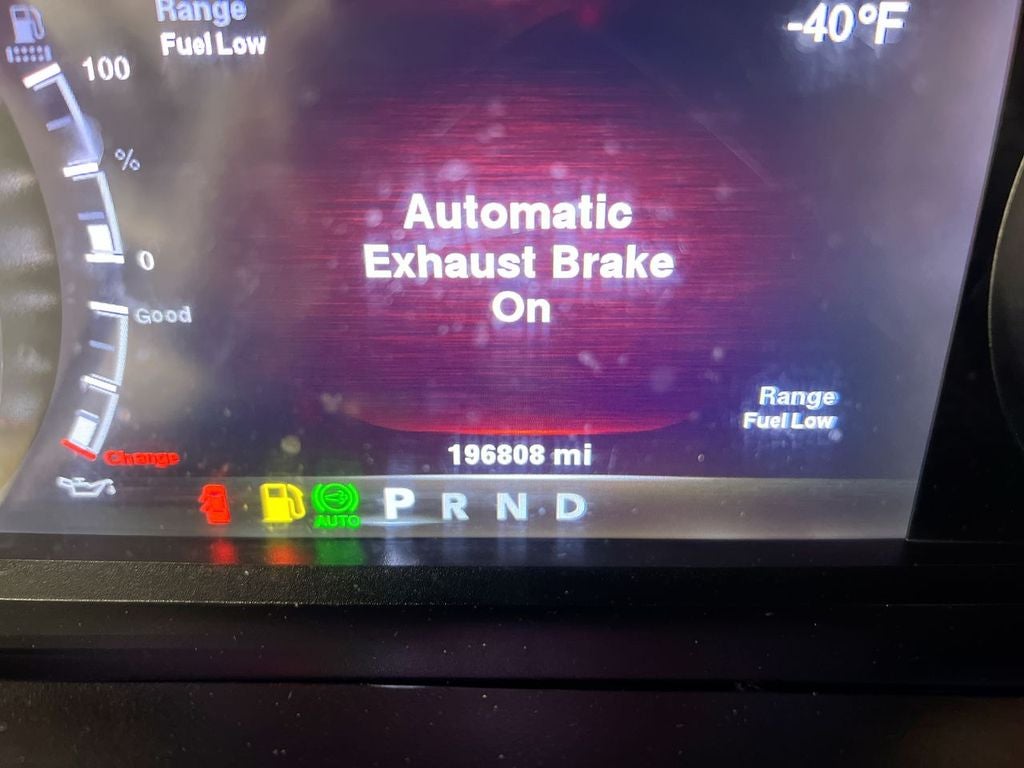 Range
Fuel Low
-40°F
100
%
0
Good
Automatic
Exhaust Brake
On
Range
Fuel Low
Change
196808 mi
AUTO
P R N D